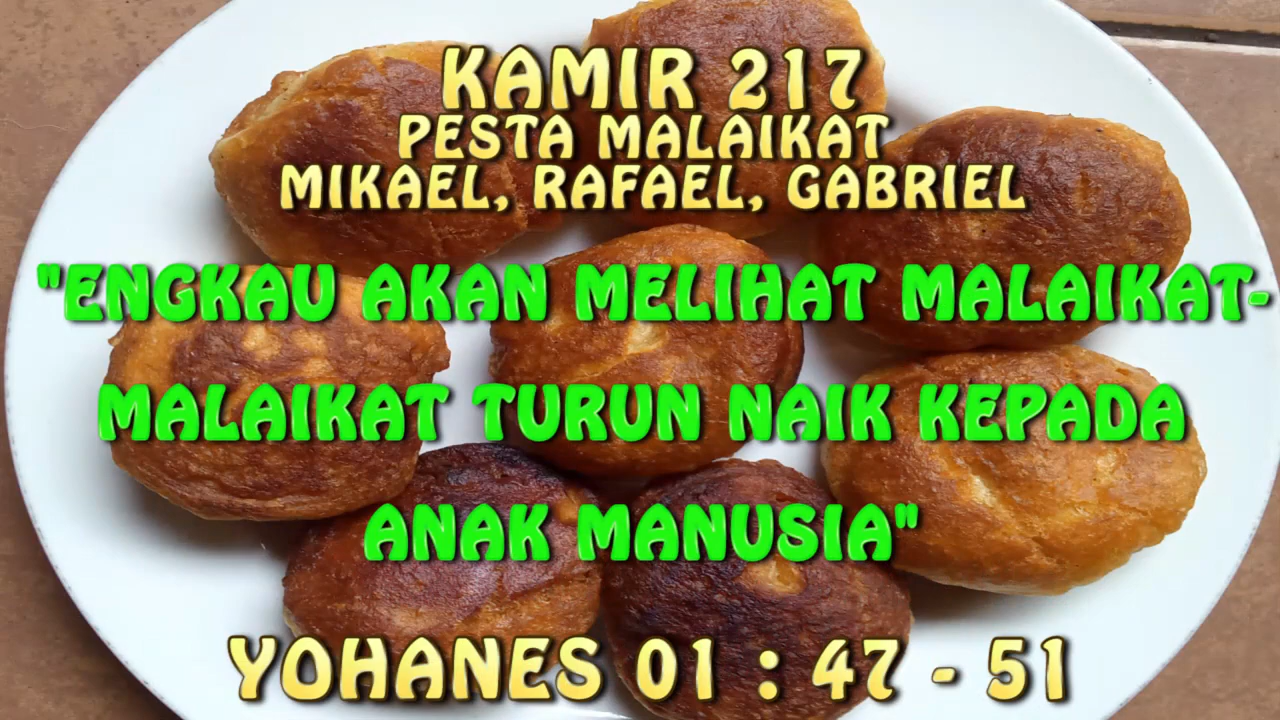 KAMIR 217
PESTA MALAIKAT
MIKAEL, RAFAEL, GABRIEL
"ENGKAU AKAN MELIHAT MALAIKAT-
MALAIKAT TURUN NAIK KEPADA
ANAK MANUSIA"
YOHANES 01 : 47 - 51